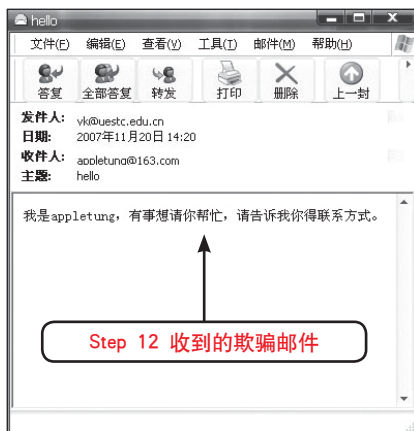 hello
文件(F) 编辑(E) 查看(V) 工具(T) 邮件(M) 帮助(H)
答复 全部答复 转发 打印 删除 上一封
发件人: yk@uestc.edu.cn
日期: 2007年11月20日 14:20
收件人: appletung@163.com
主题: hello
我是appletung，有事想请你帮忙，请告诉我你得联系方式。
Step 12 收到的欺骗邮件